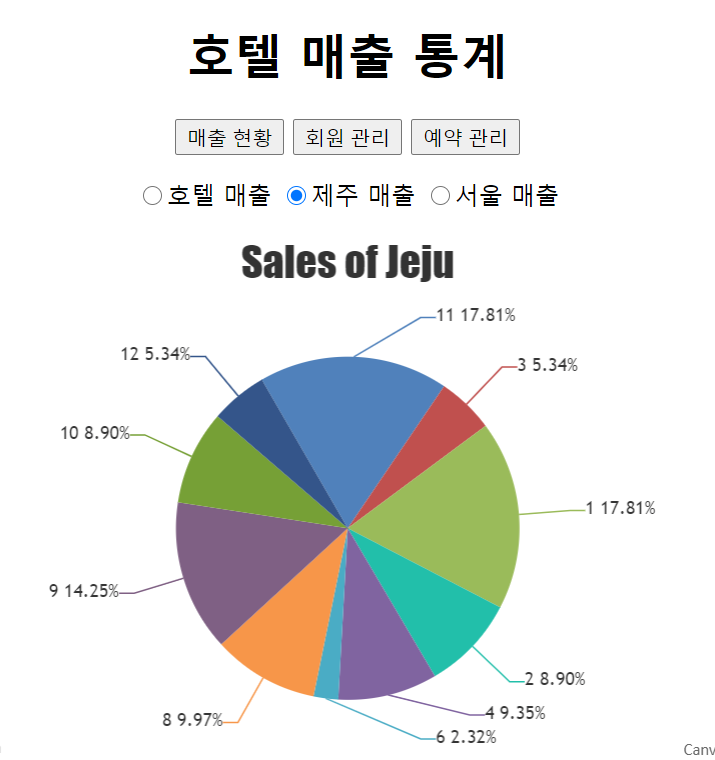 호텔 매출 통계
매출 현황 회원 관리 예약 관리
호텔 매출 제주 매출 서울 매출
Sales of Jeju
11 17.81%
12 5.34%
3 5.34%
10 8.90%
1 17.81%
9 14.25%
2 8.90%
4 9.35%
8 9.97%
6 2.32%
Canv